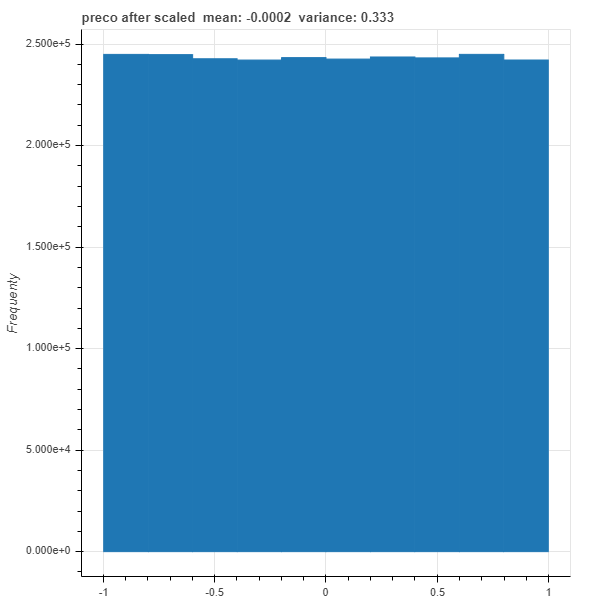 preco after scaled mean: -0.0002 variance: 0.333
2.500e+5
2.000e+5
1.500e+5
1.000e+5
5.000e+4
0.000e+0
Frequenty
-1 -0.5 0 0.5 1